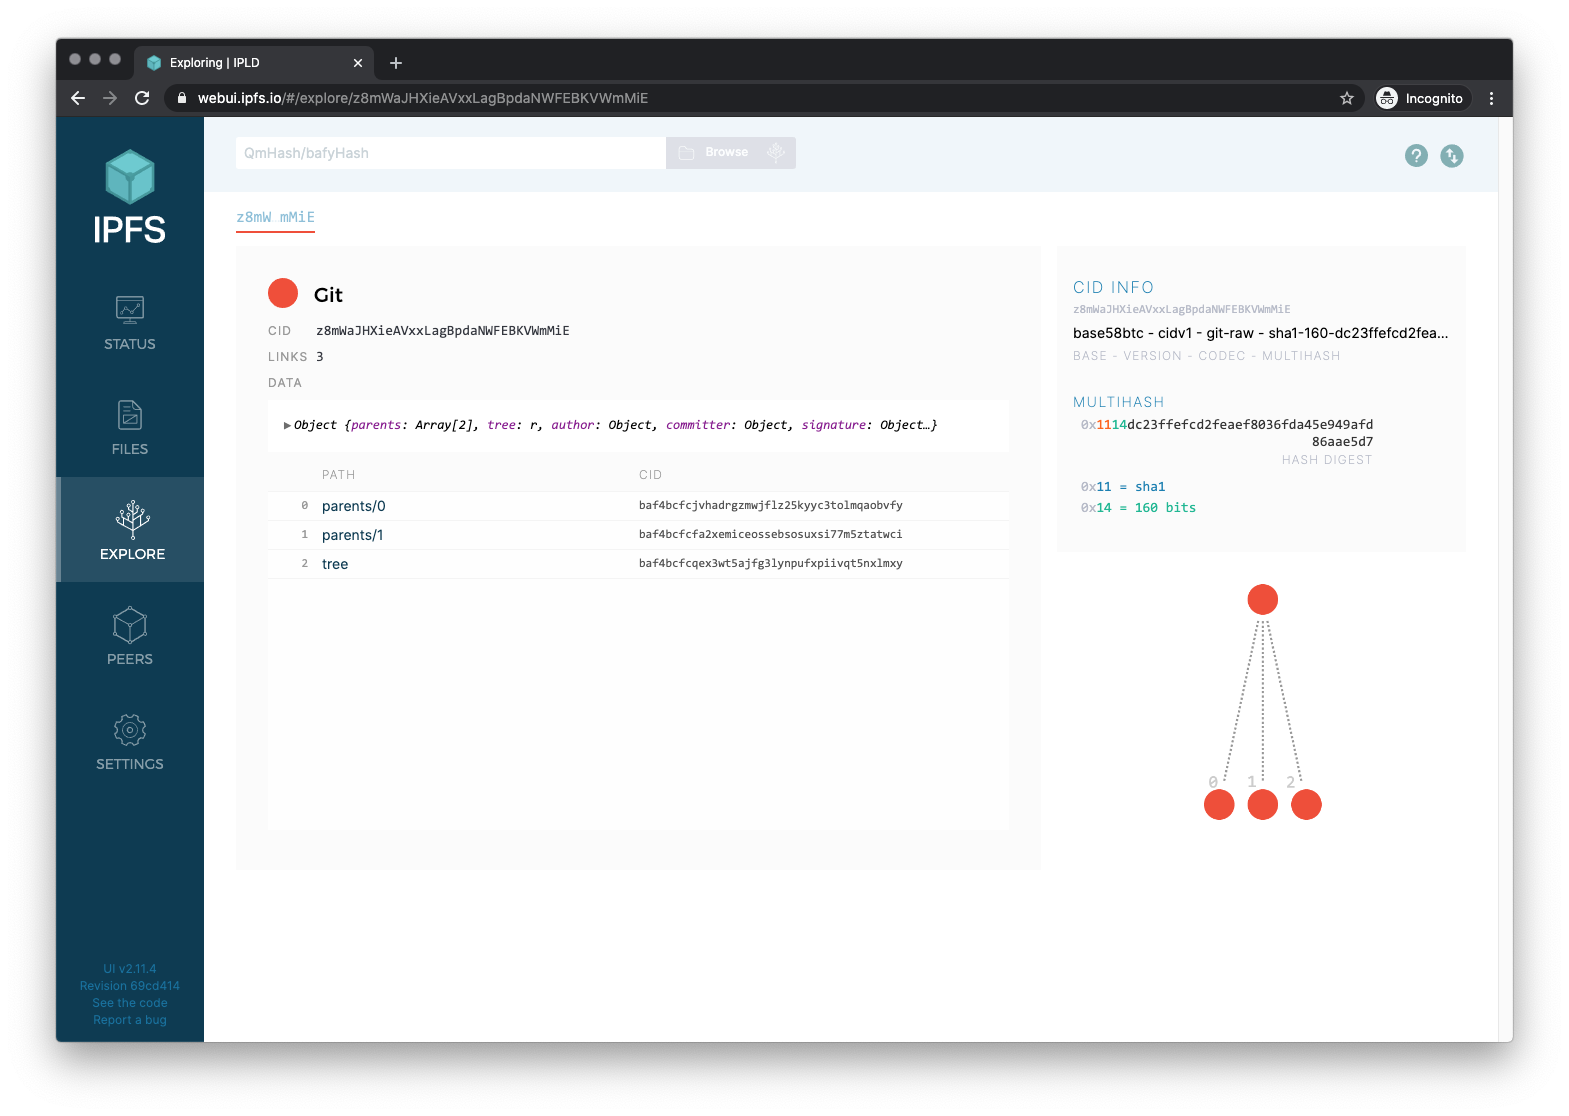 Exploring | IPLD
webui.ipfs.io/#/explore/z8mWaJHXieAVxxLagBpdaNWFEBKVWmMiE
Incognito
IPFS
STATUS
FILES
EXPLORE
PEERS
SETTINGS
UI v2.11.4
Revision 69cd414
See the code
Report a bug
QmHash/bafyHash
Browse
z8mW…mMiE
Git
CID z8mWaJHXieAVxxLagBpdaNWFEBKVWmMiE
LINKS 3
DATA
▶Object {parents: Array[2], tree: r, author: Object, committer: Object, signature: Object…}
PATH CID
0 parents/0 baf4bcfcjvhadrgzmwjflz25kyyc3tolmqaobvfy
1 parents/1 baf4bcfcfa2xemiceossebsosuxsi77m5ztatwci
2 tree baf4bcfcqex3wt5ajfg3lynpufxpiivqt5nxlmxy
CID INFO
z8mWaJHXieAVxxLagBpdaNWFEBKVWmMiE
base58btc - cidv1 - git-raw - sha1-160-dc23ffefcd2fea...
BASE - VERSION - CODEC - MULTIHASH
MULTIHASH
0x1114dc23ffefcd2feaef8036fda45e949afd
86aae5d7
HASH DIGEST
0x11 = sha1
0x14 = 160 bits
0 1 2